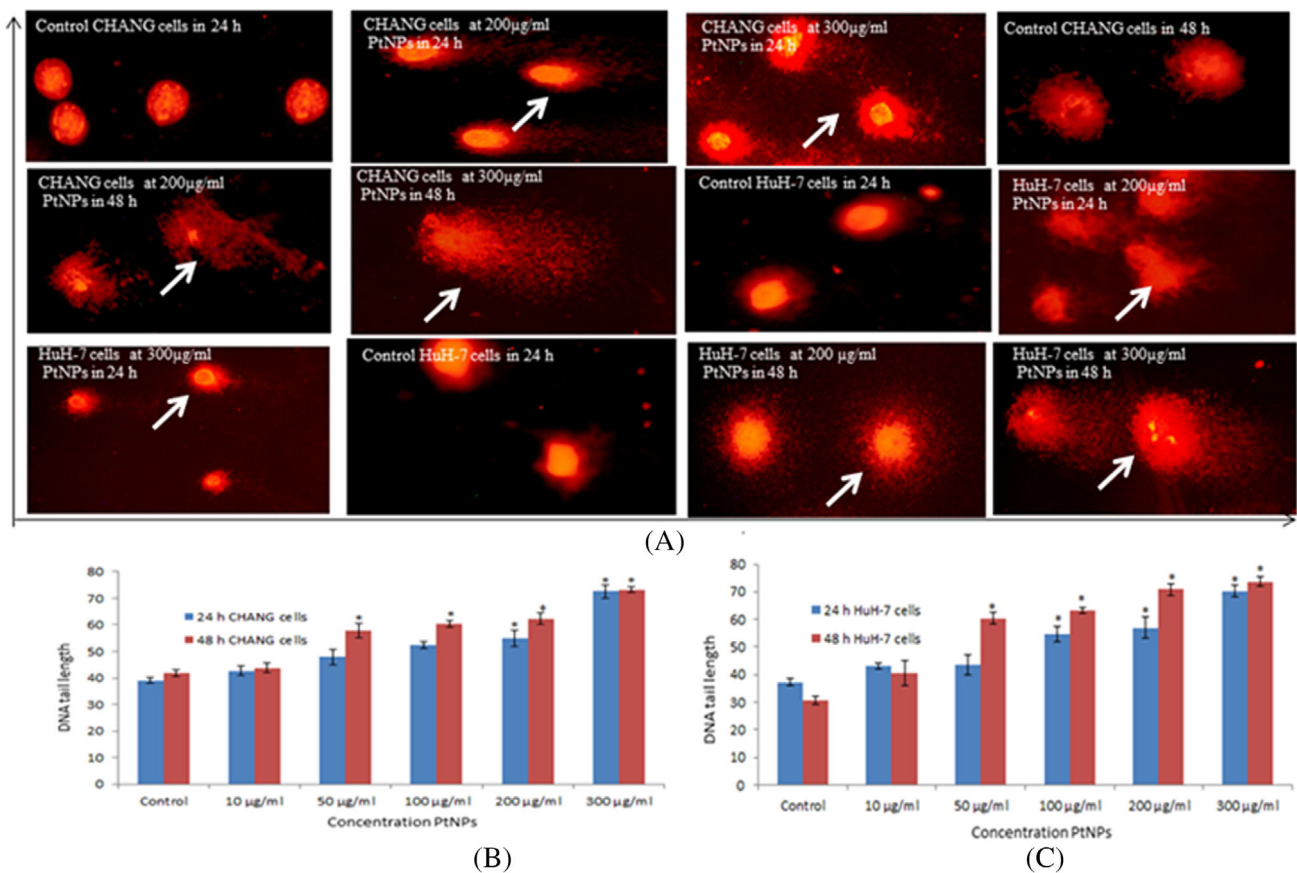 Control CHANG cells in 24 h
CHANG cells at 200µg/ml
PtNPs in 24 h
CHANG cells at 300µg/ml
PtNPs in 24 h
Control CHANG cells in 48 h
CHANG cells at 200µg/ml
PtNPs in 48 h
CHANG cells at 300µg/ml
PtNPs in 48 h
Control HuH-7 cells in 24 h
HuH-7 cells at 200µg/ml
PtNPs in 24 h
HuH-7 cells at 300µg/ml
PtNPs in 24 h
Control HuH-7 cells in 24 h
HuH-7 cells at 200 µg/ml
PtNPs in 48 h
HuH-7 cells at 300µg/ml
PtNPs in 48 h
(A)
DNA tail length
80
70
60
50
40
30
20
10
0
24 h CHANG cells
48 h CHANG cells
* * * * * *
Control 10 µg/ml 50 µg/ml 100 µg/ml 200 µg/ml 300 µg/ml
Concentration PtNPs
(B)
DNA tail length
80
70
60
50
40
30
20
10
0
24 h HuH-7 cells
48 h HuH-7 cells
* * * * * * *
Control 10 µg/ml 50 µg/ml 100 µg/ml 200 µg/ml 300 µg/ml
Concentration PtNPs
(C)